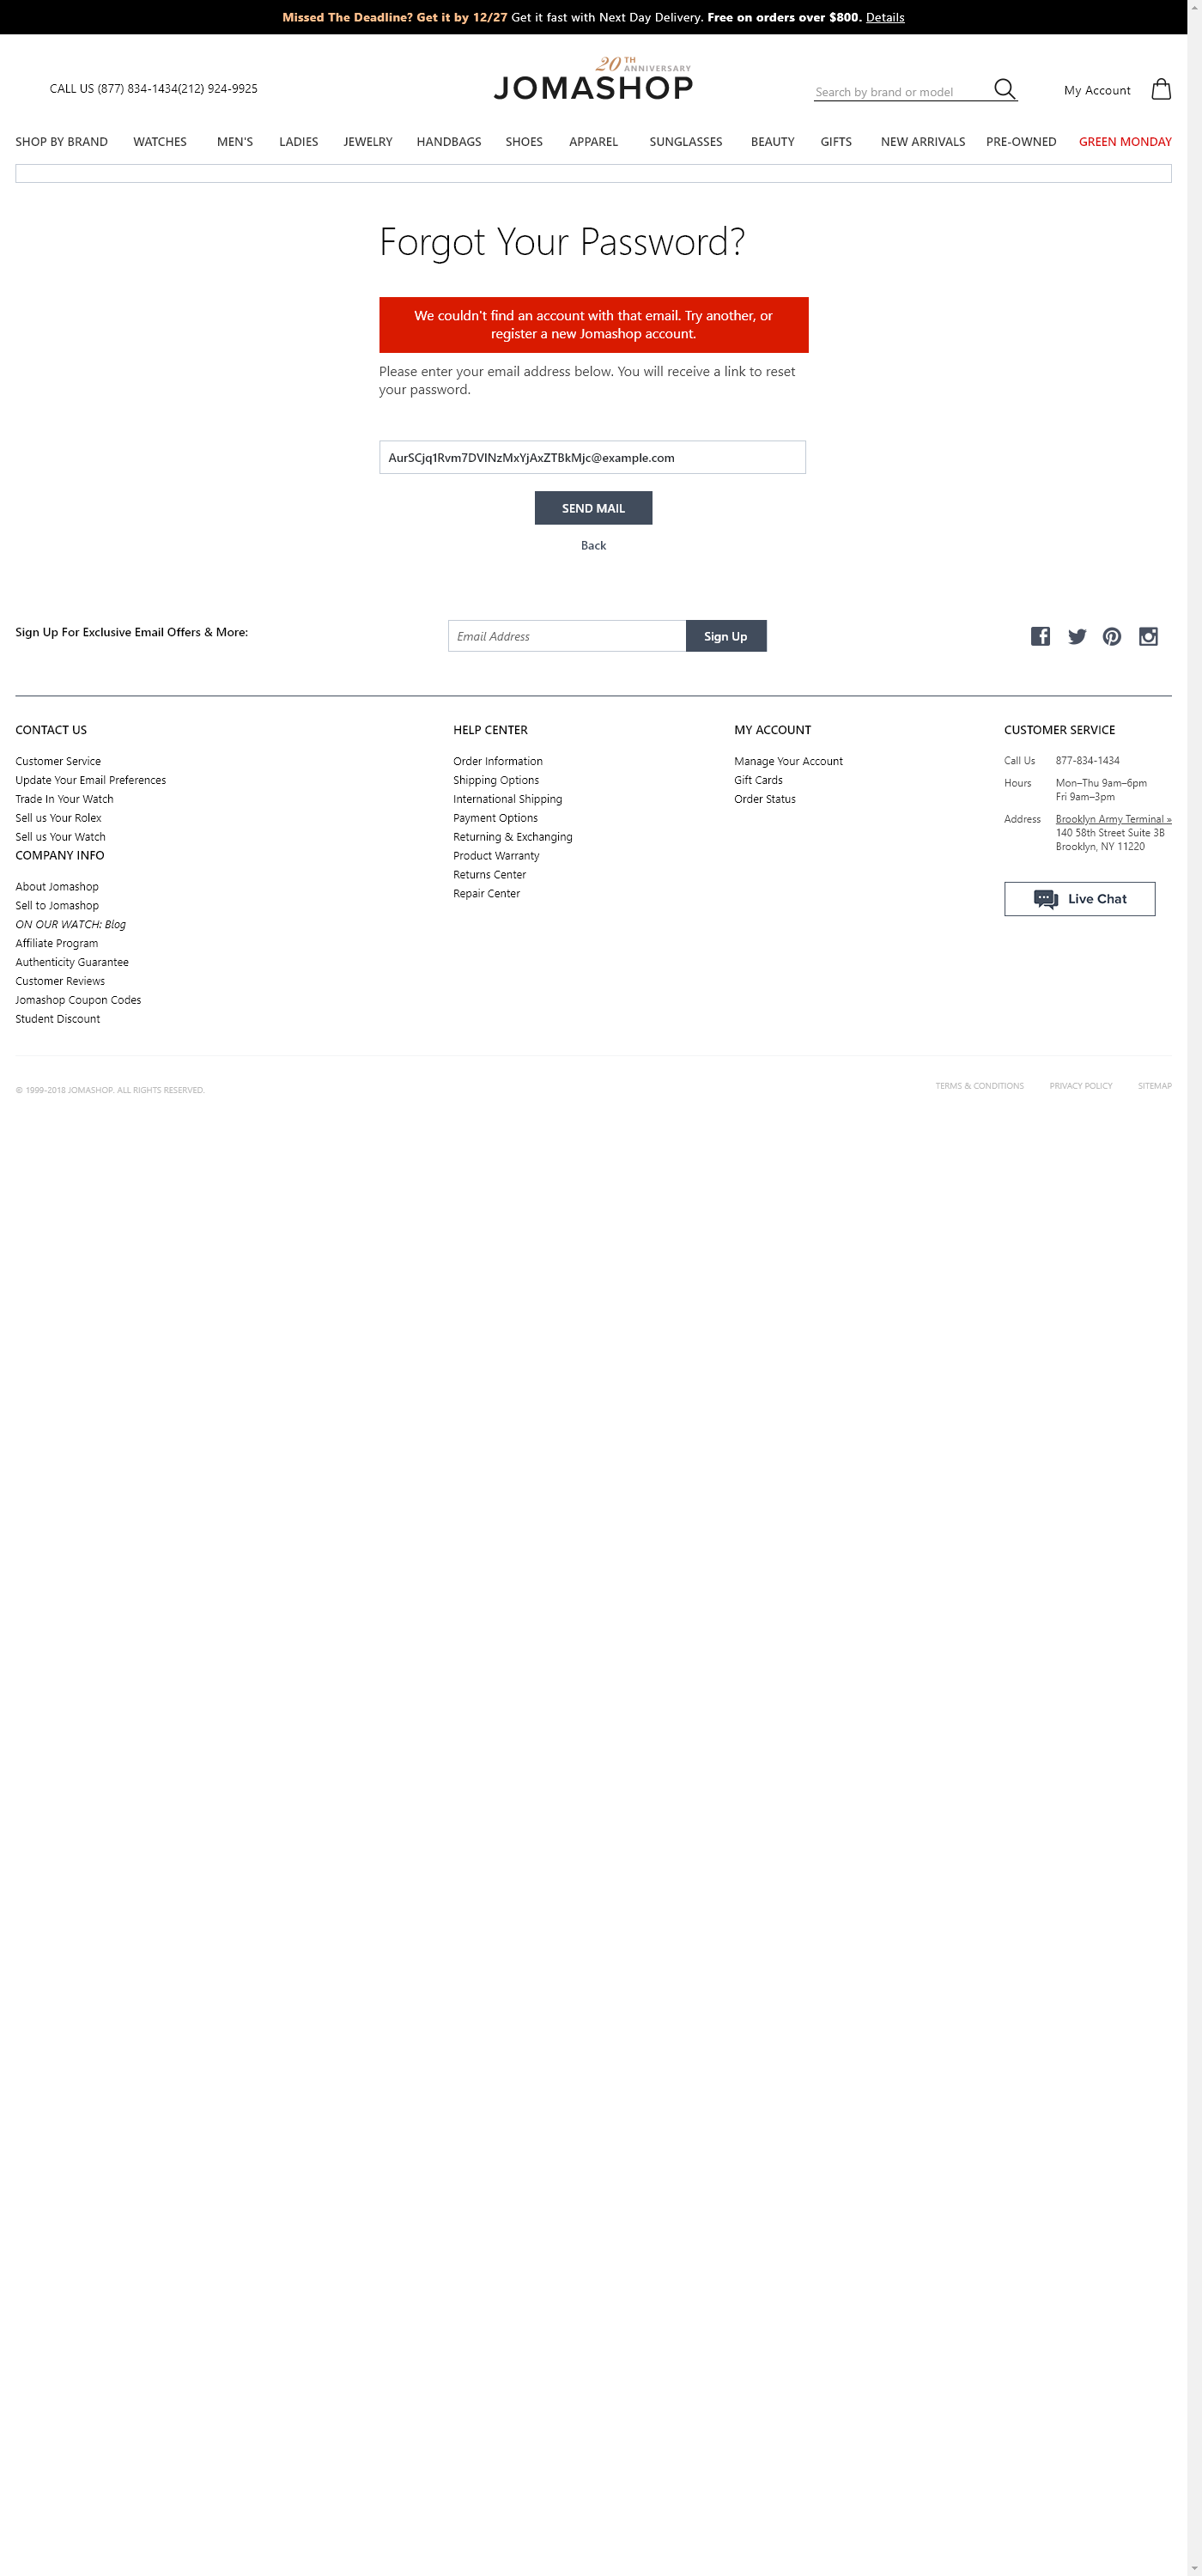 Missed The Deadline? Get it by 12/27 Get it fast with Next Day Delivery. Free on orders over $800. Details
CALL US (877) 834-1434(212) 924-9925
20TH ANNIVERSARY
JOMASHOP
Search by brand or model
My Account
SHOP BY BRAND WATCHES MEN'S LADIES JEWELRY HANDBAGS SHOES APPAREL SUNGLASSES BEAUTY GIFTS NEW ARRIVALS PRE-OWNED GREEN MONDAY
Forgot Your Password?
We couldn't find an account with that email. Try another, or
register a new Jomashop account.
Please enter your email address below. You will receive a link to reset
your password.
AurSCjq1Rvm7DVINzMxYjAxZTBkMjc@example.com
SEND MAIL
Back
Sign Up For Exclusive Email Offers & More:
Email Address
Sign Up
CONTACT US
Customer Service
Update Your Email Preferences
Trade In Your Watch
Sell us Your Rolex
Sell us Your Watch
COMPANY INFO
About Jomashop
Sell to Jomashop
ON OUR WATCH: Blog
Affiliate Program
Authenticity Guarantee
Customer Reviews
Jomashop Coupon Codes
Student Discount
HELP CENTER
Order Information
Shipping Options
International Shipping
Payment Options
Returning & Exchanging
Product Warranty
Returns Center
Repair Center
MY ACCOUNT
Manage Your Account
Gift Cards
Order Status
CUSTOMER SERVICE
Call Us 877-834-1434
Hours Mon–Thu 9am–6pm
Fri 9am–3pm
Address Brooklyn Army Terminal »
140 58th Street Suite 3B
Brooklyn, NY 11220
Live Chat
© 1999-2018 JOMASHOP. ALL RIGHTS RESERVED.
TERMS & CONDITIONS PRIVACY POLICY SITEMAP